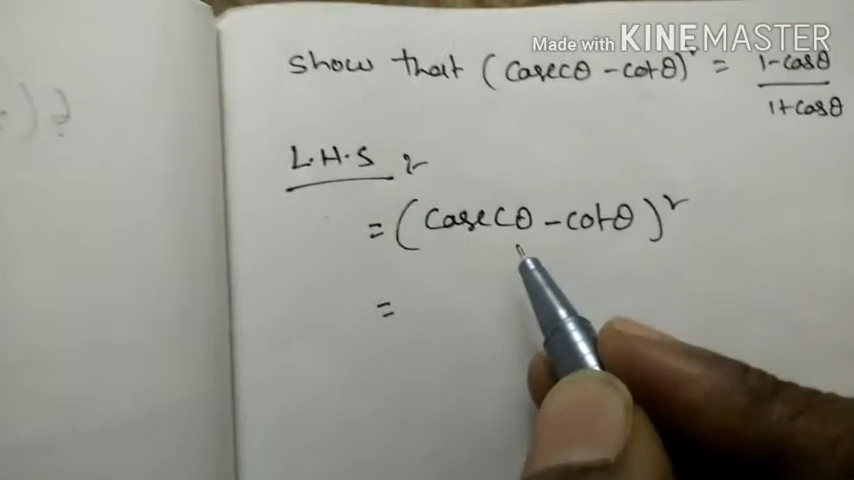 Made with KINEMASTER
show that (cosecθ - cotθ)² = 1-cosθ / 1+cosθ
L.H.S :-
= (cosecθ - cotθ)²
=